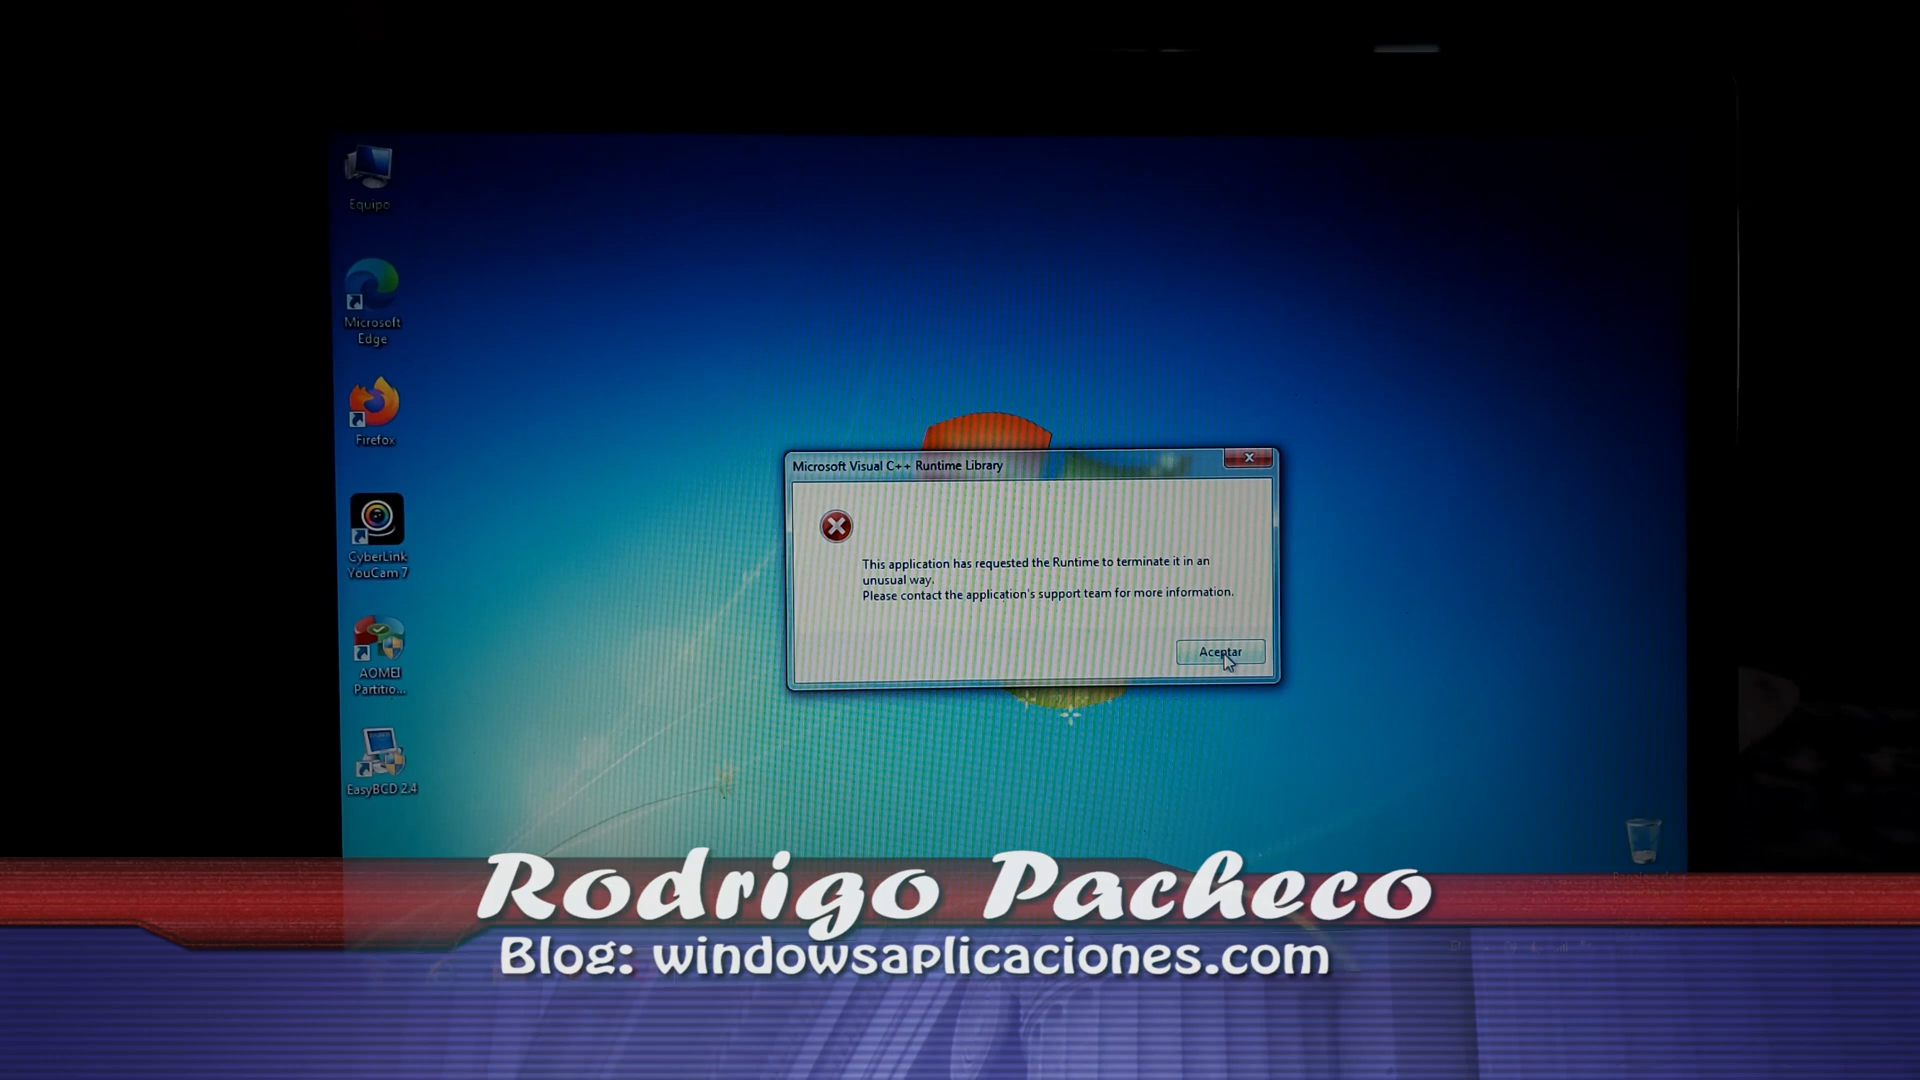 Equipo
Microsoft
Edge
Firefox
CyberLink
YouCam 7
AOMEI
Partitio...
EasyBCD 2.4
Microsoft Visual C++ Runtime Library
This application has requested the Runtime to terminate it in an
unusual way.
Please contact the application's support team for more information.
Aceptar
Rodrigo Pacheco
Blog: windowsaplicaciones.com